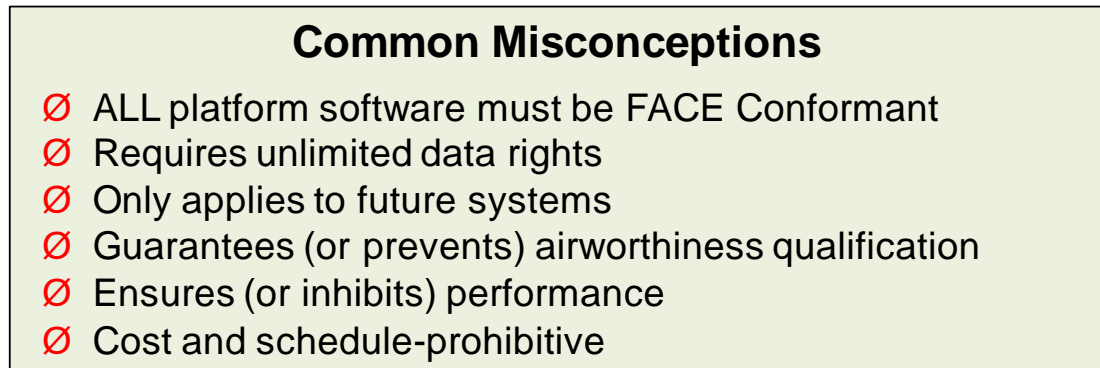 Common Misconceptions
Ø ALL platform software must be FACE Conformant
Ø Requires unlimited data rights
Ø Only applies to future systems
Ø Guarantees (or prevents) airworthiness qualification
Ø Ensures (or inhibits) performance
Ø Cost and schedule-prohibitive